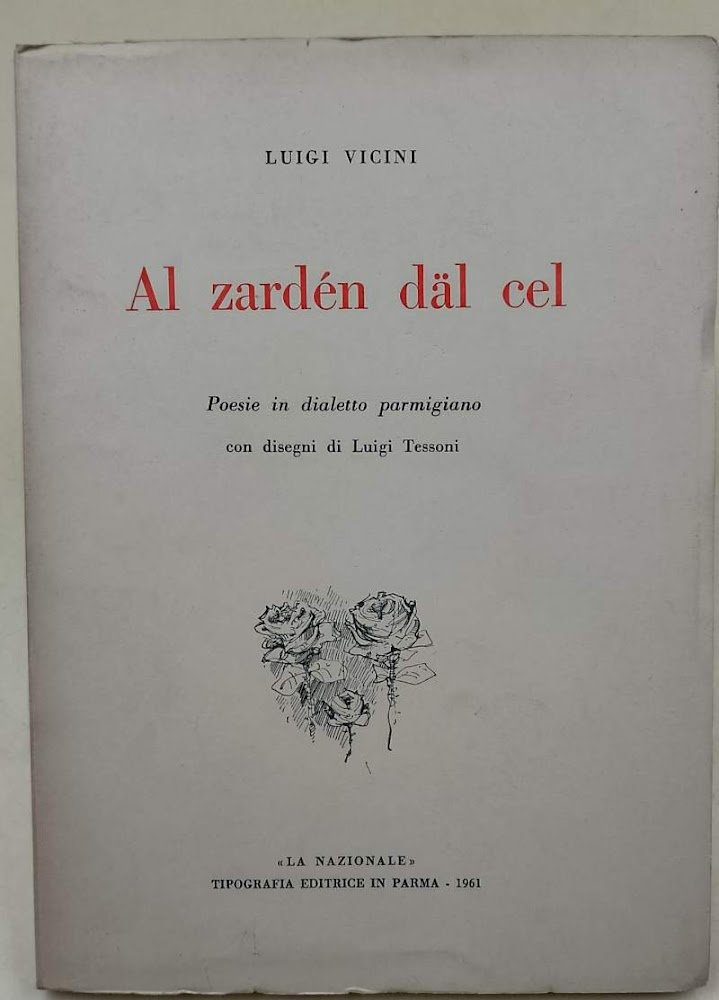 LUIGI VICINI
Al zardén däl cel
Poesie in dialetto parmigiano
con disegni di Luigi Tessoni
«LA NAZIONALE»
TIPOGRAFIA EDITRICE IN PARMA - 1961